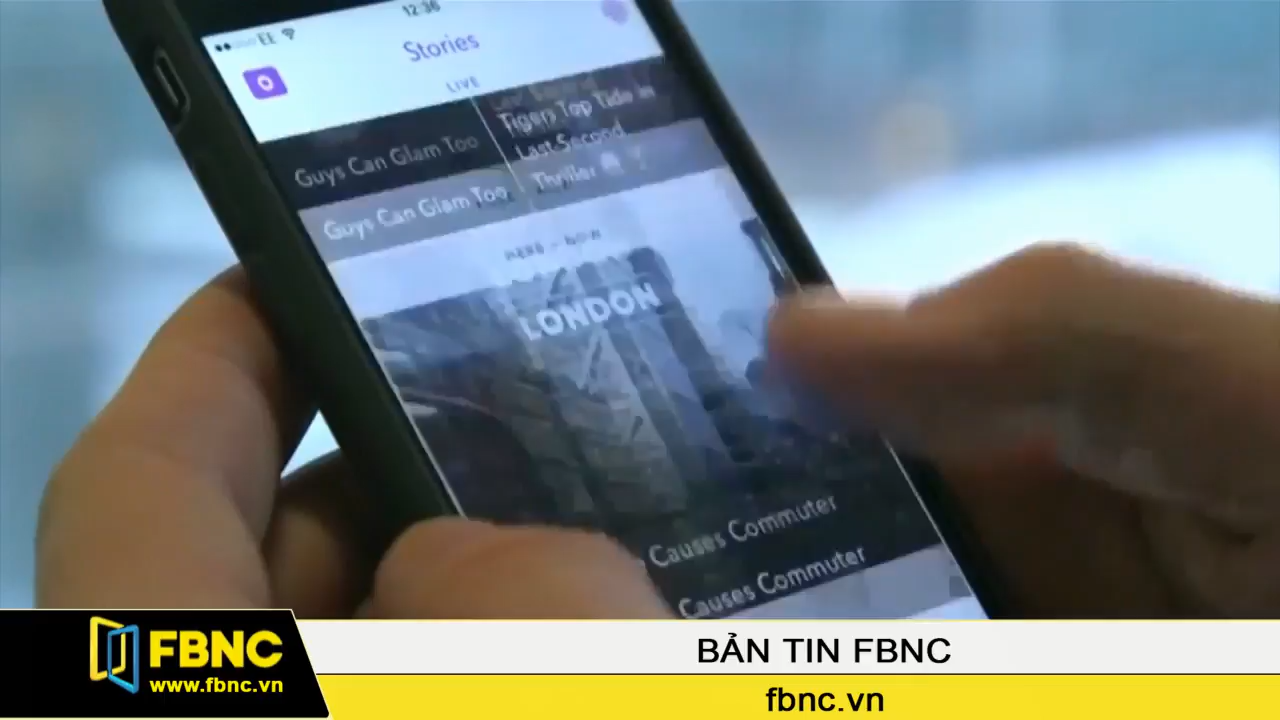 EE
12:36
Stories
LIVE
Guys Can Glam Too
Tigers Top Tide in
Last-Second
Thriller
Guys Can Glam Too
HERE + NOW
LONDON
Causes Commuter
Causes Commuter
FBNC
www.fbnc.vn
BẢN TIN FBNC
fbnc.vn